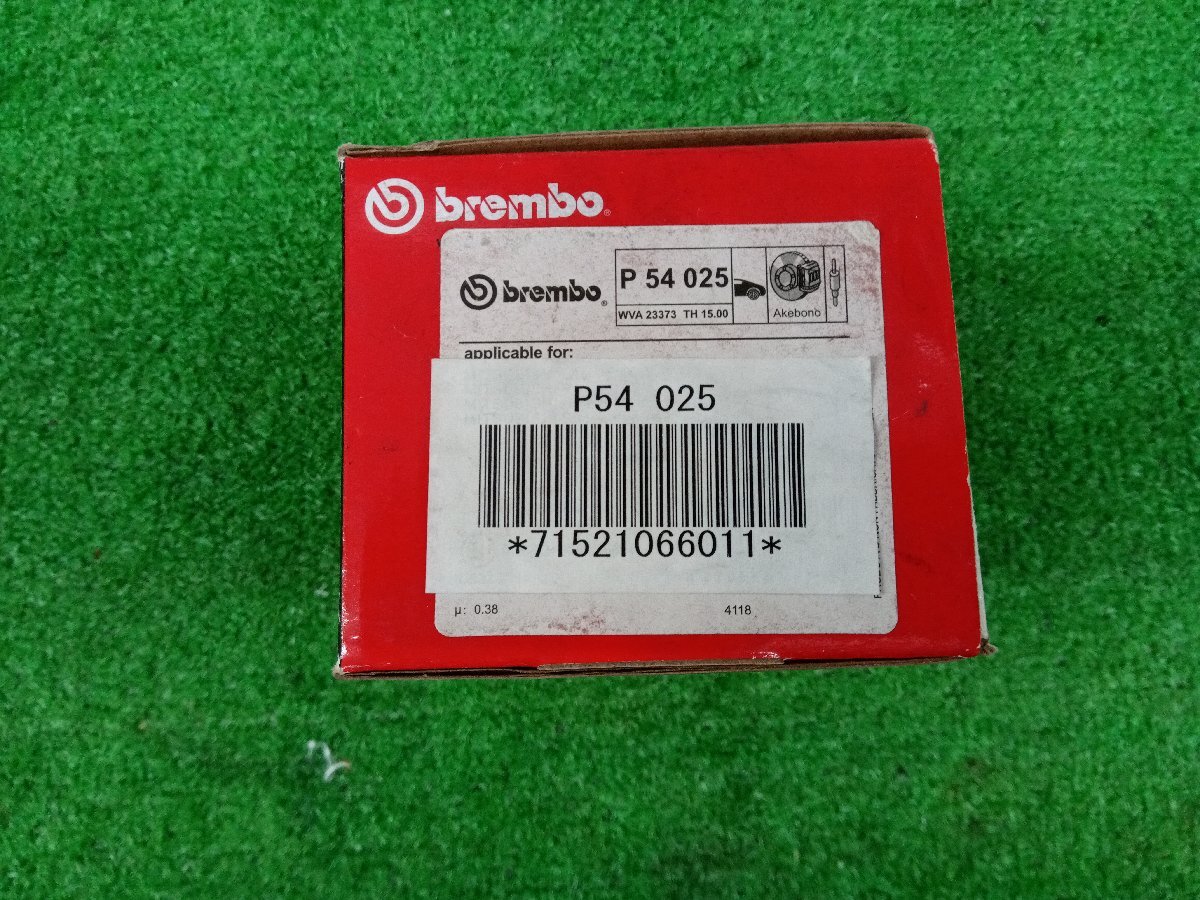 brembo®
brembo®
P 54 025
WVA 23373 TH 15.00
Akebono
applicable for:
P54 025
*71521066011*
µ: 0.38
4118